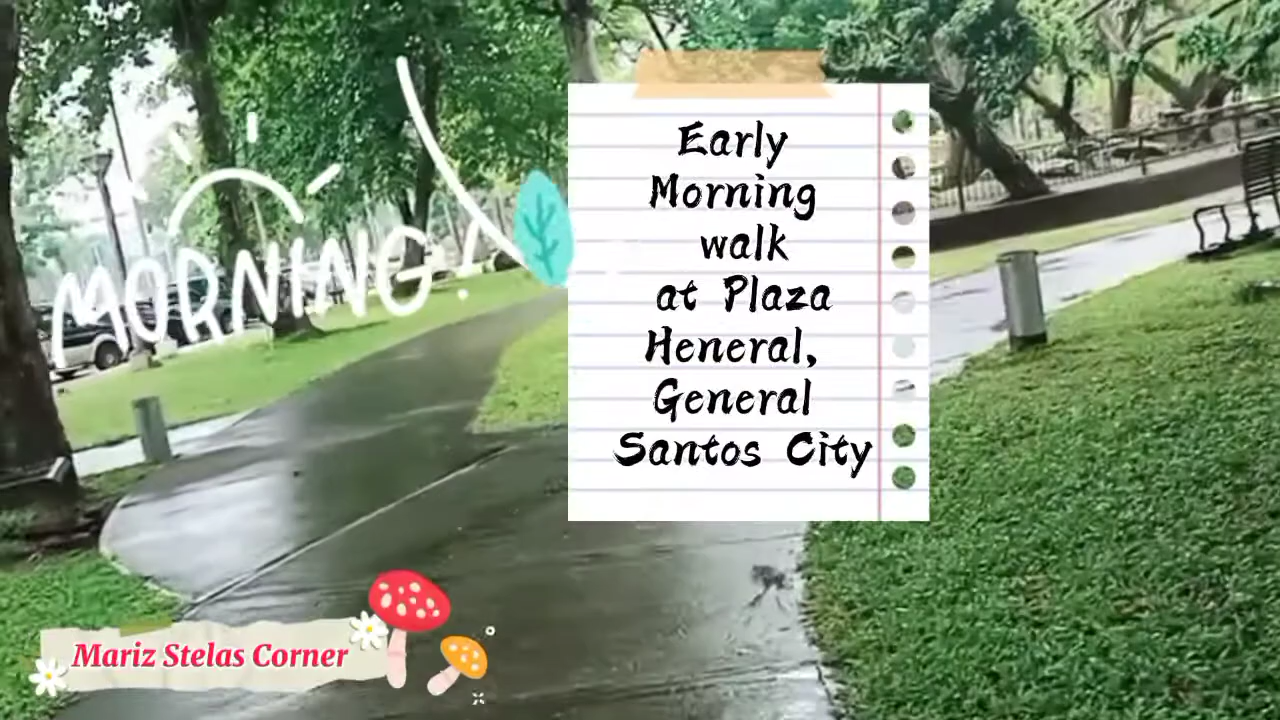 MORNING!
Early
Morning
walk
at Plaza
Heneral,
General
Santos City
Mariz Stelas Corner